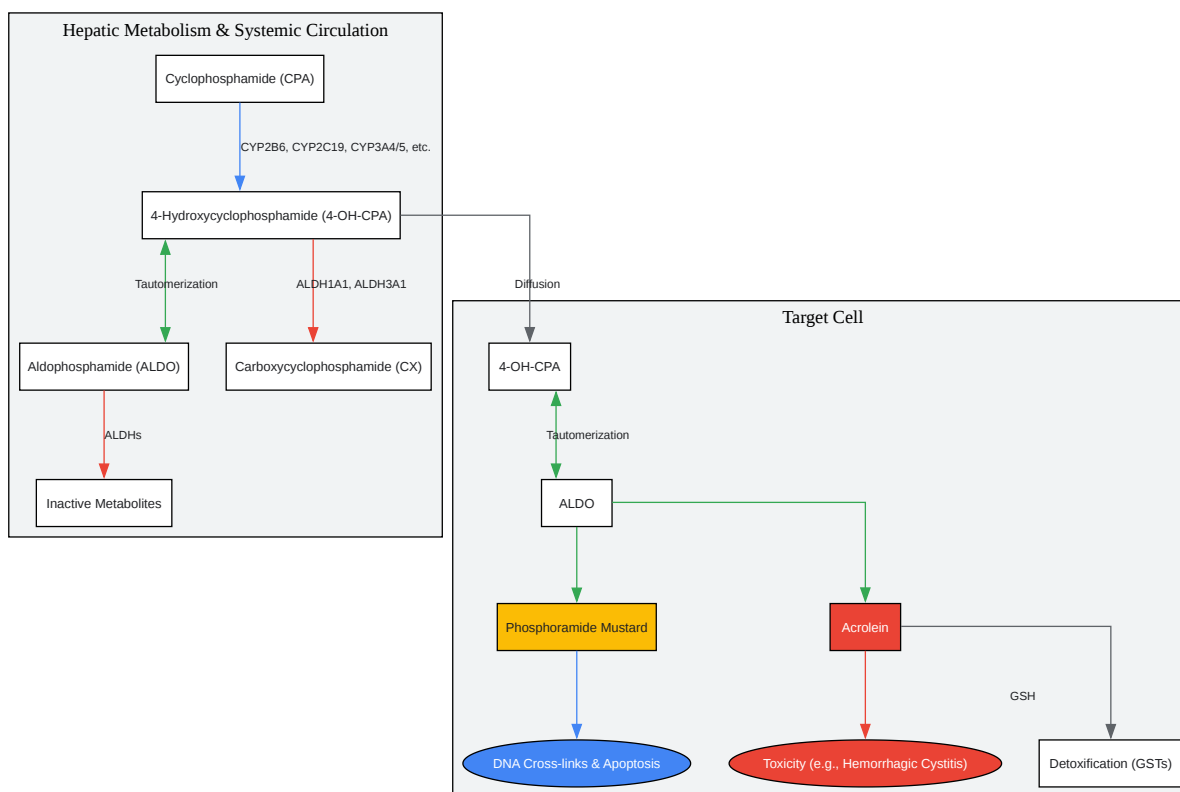 Hepatic Metabolism & Systemic Circulation
Cyclophosphamide (CPA)
CYP2B6, CYP2C19, CYP3A4/5, etc.
4-Hydroxycyclophosphamide (4-OH-CPA)
Tautomerization
ALDH1A1, ALDH3A1
Diffusion
Aldophosphamide (ALDO)
Carboxycyclophosphamide (CX)
ALDHs
Inactive Metabolites
Target Cell
4-OH-CPA
Tautomerization
ALDO
Phosphoramide Mustard
Acrolein
GSH
DNA Cross-links & Apoptosis
Toxicity (e.g., Hemorrhagic Cystitis)
Detoxification (GSTs)